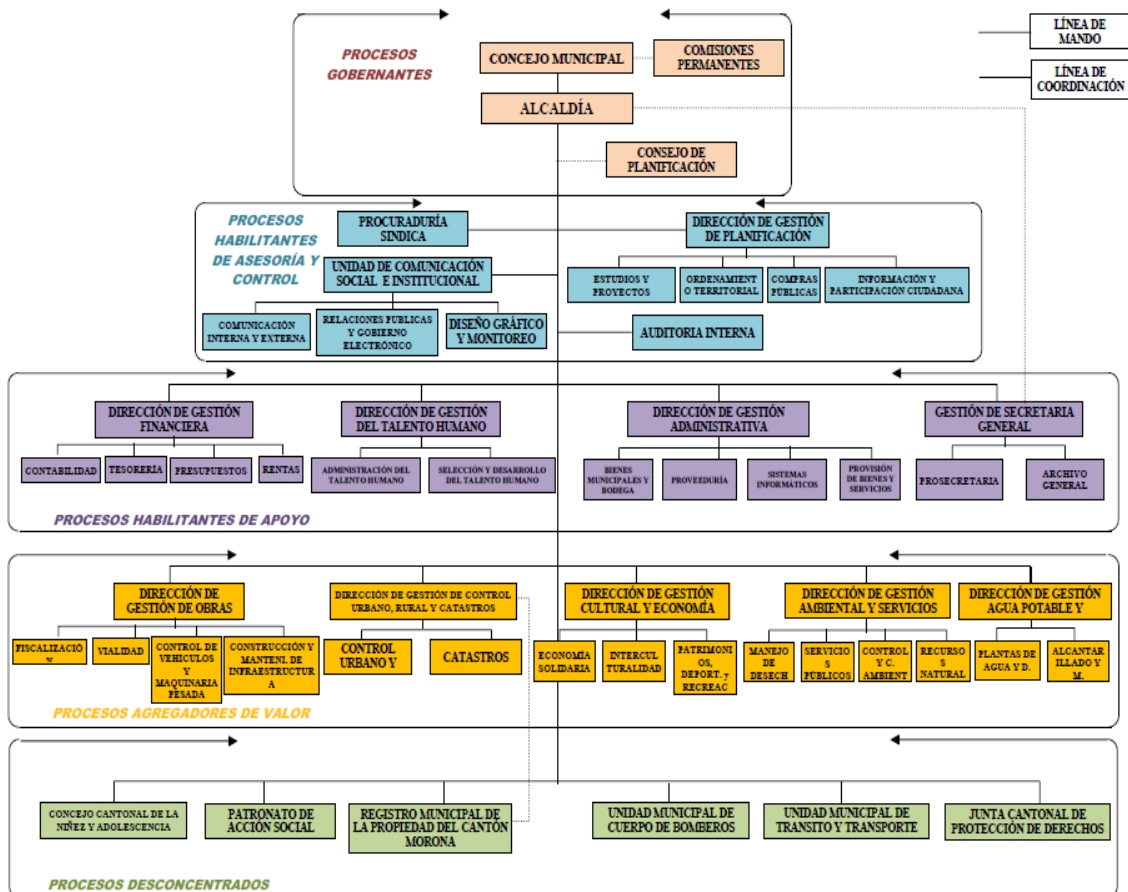 PROCESOS
GOBERNANTES
CONCEJO MUNICIPAL
COMISIONES
PERMANENTES
ALCALDÍA
CONSEJO DE
PLANIFICACIÓN
LÍNEA DE
MANDO
LÍNEA DE
COORDINACIÓN
PROCESOS
HABILITANTES
DE ASESORÍA Y
CONTROL
PROCURADURÍA
SINDICA
DIRECCIÓN DE GESTIÓN
DE PLANIFICACIÓN
UNIDAD DE COMUNICACIÓN
SOCIAL E INSTITUCIONAL
ESTUDIOS Y
PROYECTOS
ORDENAMIENT
O TERRITORIAL
COMPRAS
PÚBLICAS
INFORMACIÓN Y
PARTICIPACIÓN CIUDADANA
COMUNICACIÓN
INTERNA Y EXTERNA
RELACIONES PUBLICAS
Y GOBIERNO
ELECTRÓNICO
DISEÑO GRÁFICO
Y MONITOREO
AUDITORIA INTERNA
DIRECCIÓN DE GESTIÓN
FINANCIERA
DIRECCIÓN DE GESTIÓN
DEL TALENTO HUMANO
DIRECCIÓN DE GESTIÓN
ADMINISTRATIVA
GESTIÓN DE SECRETARIA
GENERAL
CONTABILIDAD
TESORERÍA
PRESUPUESTOS
RENTAS
ADMINISTRACIÓN DEL
TALENTO HUMANO
SELECCIÓN Y DESARROLLO
DEL TALENTO HUMANO
BIENES
MUNICIPALES Y
BODEGA
PROVEEDURÍA
SISTEMAS
INFORMÁTICOS
PROVISIÓN
DE BIENES Y
SERVICIOS
PROSECRETARIA
ARCHIVO
GENERAL
PROCESOS HABILITANTES DE APOYO
DIRECCIÓN DE
GESTIÓN DE OBRAS
DIRECCIÓN DE GESTIÓN DE CONTROL
URBANO, RURAL Y CATASTROS
DIRECCIÓN DE GESTIÓN
CULTURAL Y ECONOMÍA
DIRECCIÓN DE GESTIÓN
AMBIENTAL Y SERVICIOS
DIRECCIÓN DE GESTIÓN
AGUA POTABLE Y
FISCALIZACIÓ
VIALIDAD
CONTROL DE
VEHICULOS Y
MAQUINARIA
PESADA
CONSTRUCCIÓN Y
MANTENI. DE
INFRAESTRUCTUR
A
CONTROL
URBANO Y
CATASTROS
ECONOMÍA
SOLIDARIA
INTERCUL
TURALIDAD
PATRIMONI
OS,
DEPORT. y
RECREAC
MANEJO DE
DESECH
SERVICIO
S
PÚBLICOS
CONTROL
Y C.
AMBIENT
RECURSO
S
NATURAL
PLANTAS DE
AGUA Y D.
ALCANTAR
ILLADO Y M.
PROCESOS AGREGADORES DE VALOR
CONCEJO CANTONAL DE LA
NIÑEZ Y ADOLESCENCIA
PATRONATO DE
ACCIÓN SOCIAL
REGISTRO MUNICIPAL DE
LA PROPIEDAD DEL CANTÓN
MORONA
UNIDAD MUNICIPAL DE
CUERPO DE BOMBEROS
UNIDAD MUNICIPAL DE
TRANSITO Y TRANSPORTE
JUNTA CANTONAL DE
PROTECCIÓN DE DERECHOS
PROCESOS DESCONCENTRADOS